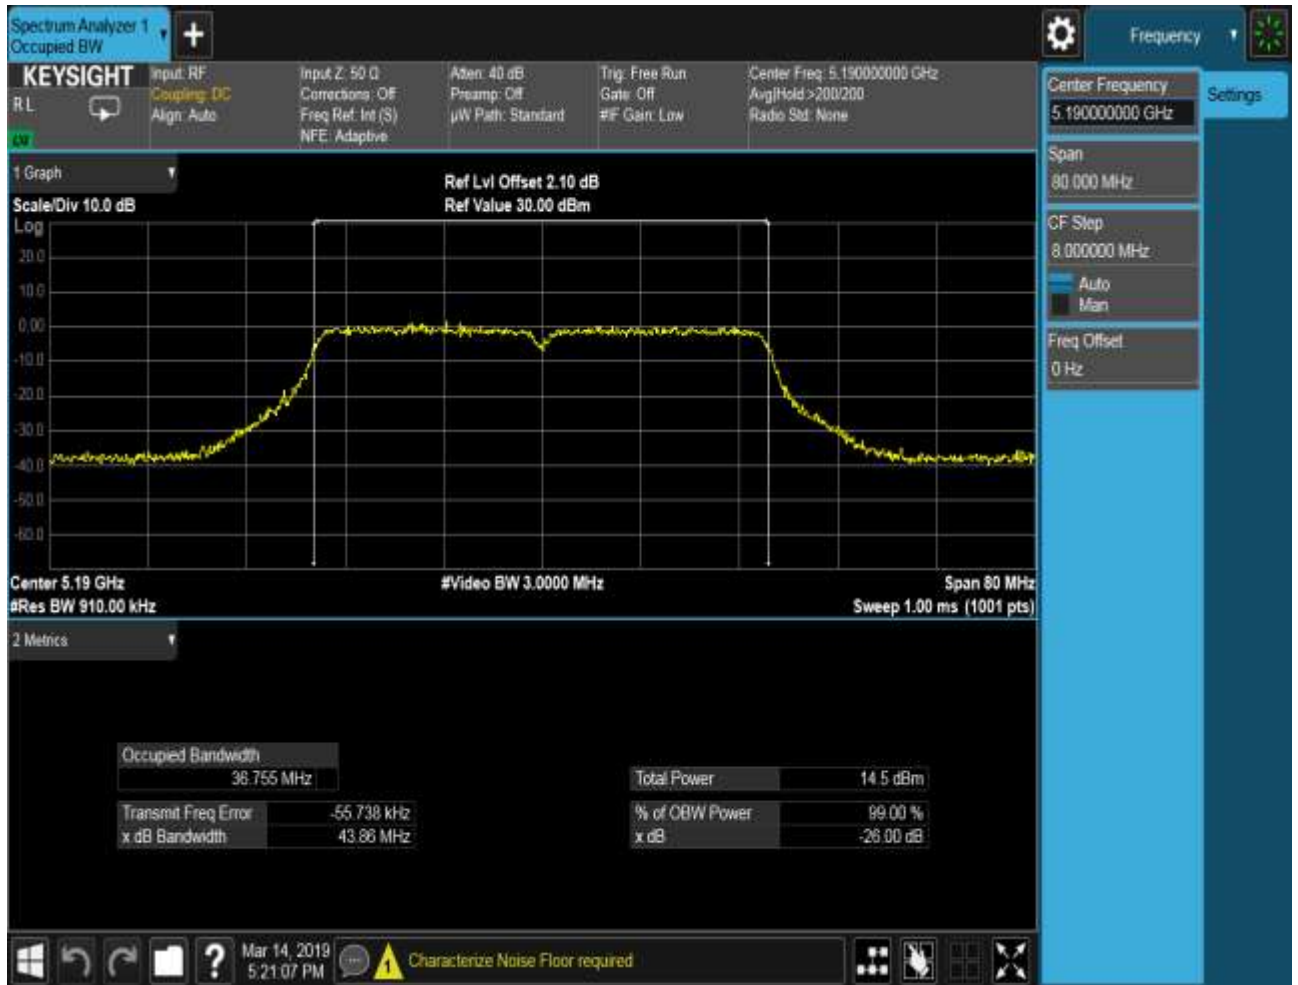 Spectrum Analyzer 1
Occupied BW
Frequency
KEYSIGHT
R L
Input: RF
Coupling: DC
Align: Auto
Input Z: 50 Ω
Corrections: Off
Freq Ref: Int (S)
NFE: Adaptive
Atten: 40 dB
Preamp: Off
µW Path: Standard
Trig: Free Run
Gate: Off
#IF Gain: Low
Center Freq: 5.190000000 GHz
Avg|Hold:>200/200
Radio Std: None
Center Frequency
5.190000000 GHz
Settings
Span
80.000 MHz
CF Step
8.000000 MHz
Auto
Man
Freq Offset
0 Hz
1 Graph
Scale/Div 10.0 dB
Ref Lvl Offset 2.10 dB
Ref Value 30.00 dBm
Log
20.0
10.0
0.00
-10.0
-20.0
-30.0
-40.0
-50.0
-60.0
Center 5.19 GHz
#Video BW 3.0000 MHz
Span 80 MHz
#Res BW 910.00 kHz
Sweep 1.00 ms (1001 pts)
2 Metrics
Occupied Bandwidth
36.755 MHz
Total Power 14.5 dBm
Transmit Freq Error -55.738 kHz
% of OBW Power 99.00 %
x dB Bandwidth 43.86 MHz
x dB -26.00 dB
?
Mar 14, 2019
5:21:07 PM
1
Characterize Noise Floor required